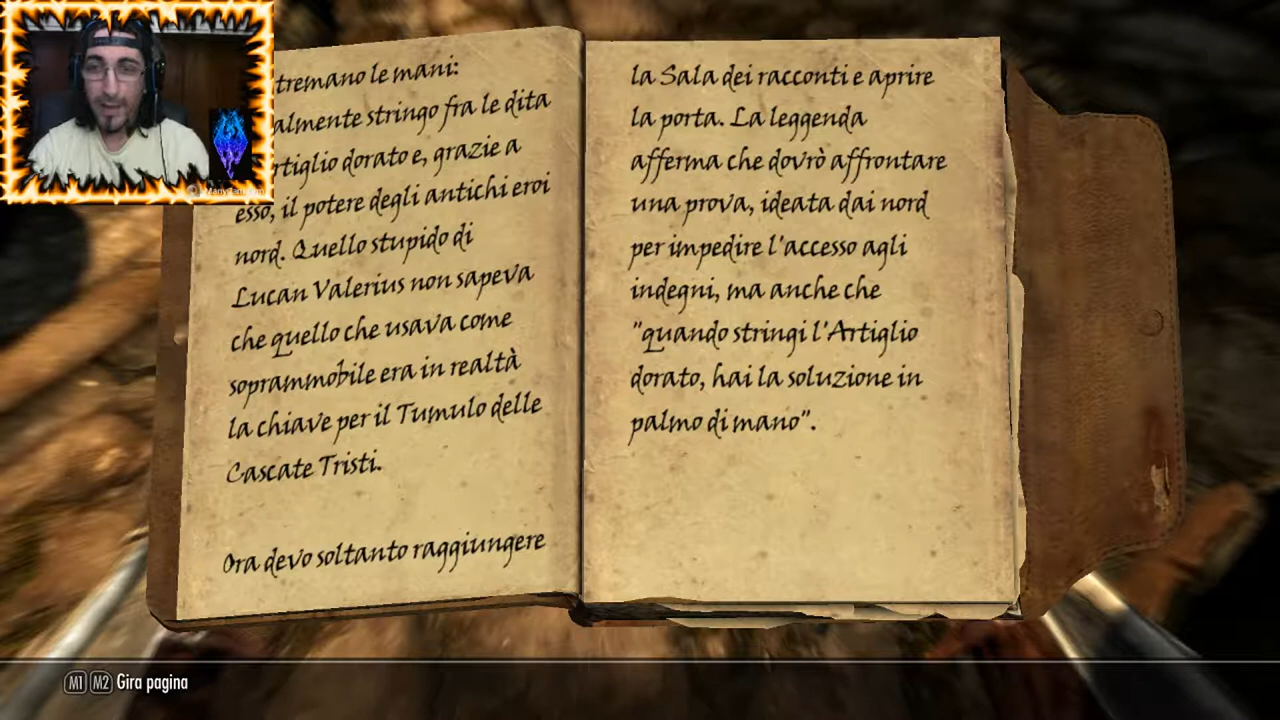 tremano le mani:
almente stringo fra le dita
rtiglio dorato e, grazie a
esso, il potere degli antichi eroi
nord. Quello stupido di
Lucan Valerius non sapeva
che quello che usava come
soprammobile era in realtà
la chiave per il Tumulo delle
Cascate Tristi.
Ora devo soltanto raggiungere
la Sala dei racconti e aprire
la porta. La leggenda
afferma che dovrò affrontare
una prova, ideata dai nord
per impedire l'accesso agli
indegni, ma anche che
"quando stringi l'Artiglio
dorato, hai la soluzione in
palmo di mano".
M1 M2 Gira pagina